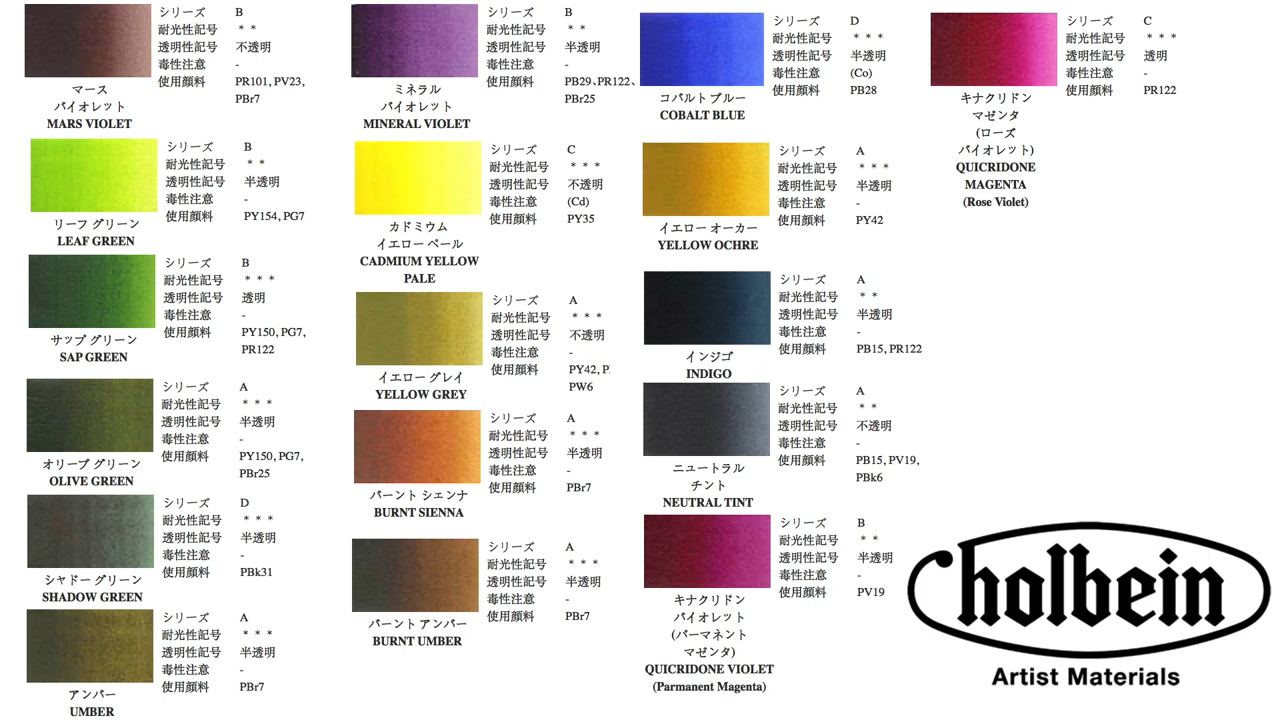 シリーズ B
耐光性記号 * *
透明性記号 不透明
毒性注意 -
使用顔料 PR101, PV23,
PBr7
マース
バイオレット
MARS VIOLET
シリーズ B
耐光性記号 * *
透明性記号 半透明
毒性注意 -
使用顔料 PY154, PG7
リーフ グリーン
LEAF GREEN
シリーズ B
耐光性記号 * * *
透明性記号 透明
毒性注意 -
使用顔料 PY150, PG7,
PR122
サップ グリーン
SAP GREEN
シリーズ A
耐光性記号 * * *
透明性記号 半透明
毒性注意 -
使用顔料 PY150, PG7,
PBr25
オリーブ グリーン
OLIVE GREEN
シリーズ D
耐光性記号 * * *
透明性記号 半透明
毒性注意 -
使用顔料 PBk31
シャドー グリーン
SHADOW GREEN
シリーズ A
耐光性記号 * * *
透明性記号 半透明
毒性注意 -
使用顔料 PBr7
アンバー
UMBER
シリーズ B
耐光性記号 * *
透明性記号 半透明
毒性注意 -
使用顔料 PB29、PR122、
PBr25
ミネラル
バイオレット
MINERAL VIOLET
シリーズ C
耐光性記号 * * *
透明性記号 不透明
毒性注意 (Cd)
使用顔料 PY35
カドミウム
イエロー ペール
CADMIUM YELLOW
PALE
シリーズ A
耐光性記号 * * *
透明性記号 不透明
毒性注意 -
使用顔料 PY42, P
PW6
イエロー グレイ
YELLOW GREY
シリーズ A
耐光性記号 * * *
透明性記号 半透明
毒性注意 -
使用顔料 PBr7
バーント シェンナ
BURNT SIENNA
シリーズ A
耐光性記号 * * *
透明性記号 半透明
毒性注意 -
使用顔料 PBr7
バーント アンバー
BURNT UMBER
シリーズ D
耐光性記号 * * *
透明性記号 半透明
毒性注意 (Co)
使用顔料 PB28
コバルト ブルー
COBALT BLUE
シリーズ A
耐光性記号 * * *
透明性記号 半透明
毒性注意 -
使用顔料 PY42
イエロー オーカー
YELLOW OCHRE
シリーズ A
耐光性記号 * *
透明性記号 半透明
毒性注意 -
使用顔料 PB15, PR122
インジゴ
INDIGO
シリーズ A
耐光性記号 * *
透明性記号 不透明
毒性注意 -
使用顔料 PB15, PV19,
PBk6
ニュートラル
チント
NEUTRAL TINT
シリーズ B
耐光性記号 * *
透明性記号 半透明
毒性注意 -
使用顔料 PV19
キナクリドン
バイオレット
(パーマネント
マゼンタ)
QUICRIDONE VIOLET
(Parmanent Magenta)
シリーズ C
耐光性記号 * * *
透明性記号 透明
毒性注意 -
使用顔料 PR122
キナクリドン
マゼンタ
(ローズ
バイオレット)
QUICRIDONE
MAGENTA
(Rose Violet)
holbein
Artist Materials